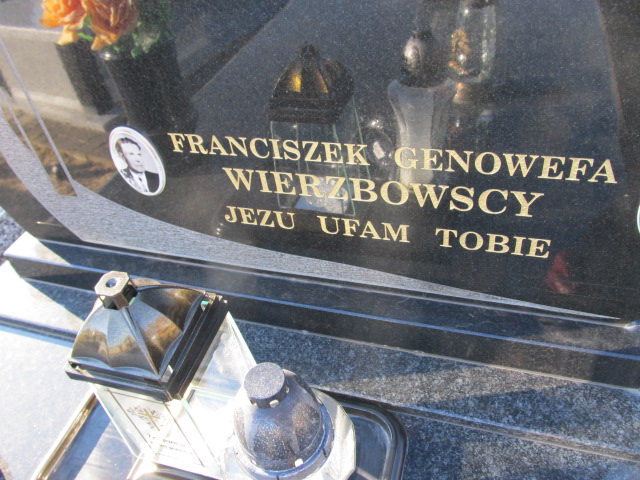 FRANCISZEK GENOWEFA
WIERZBOWSCY
JEZU UFAM TOBIE